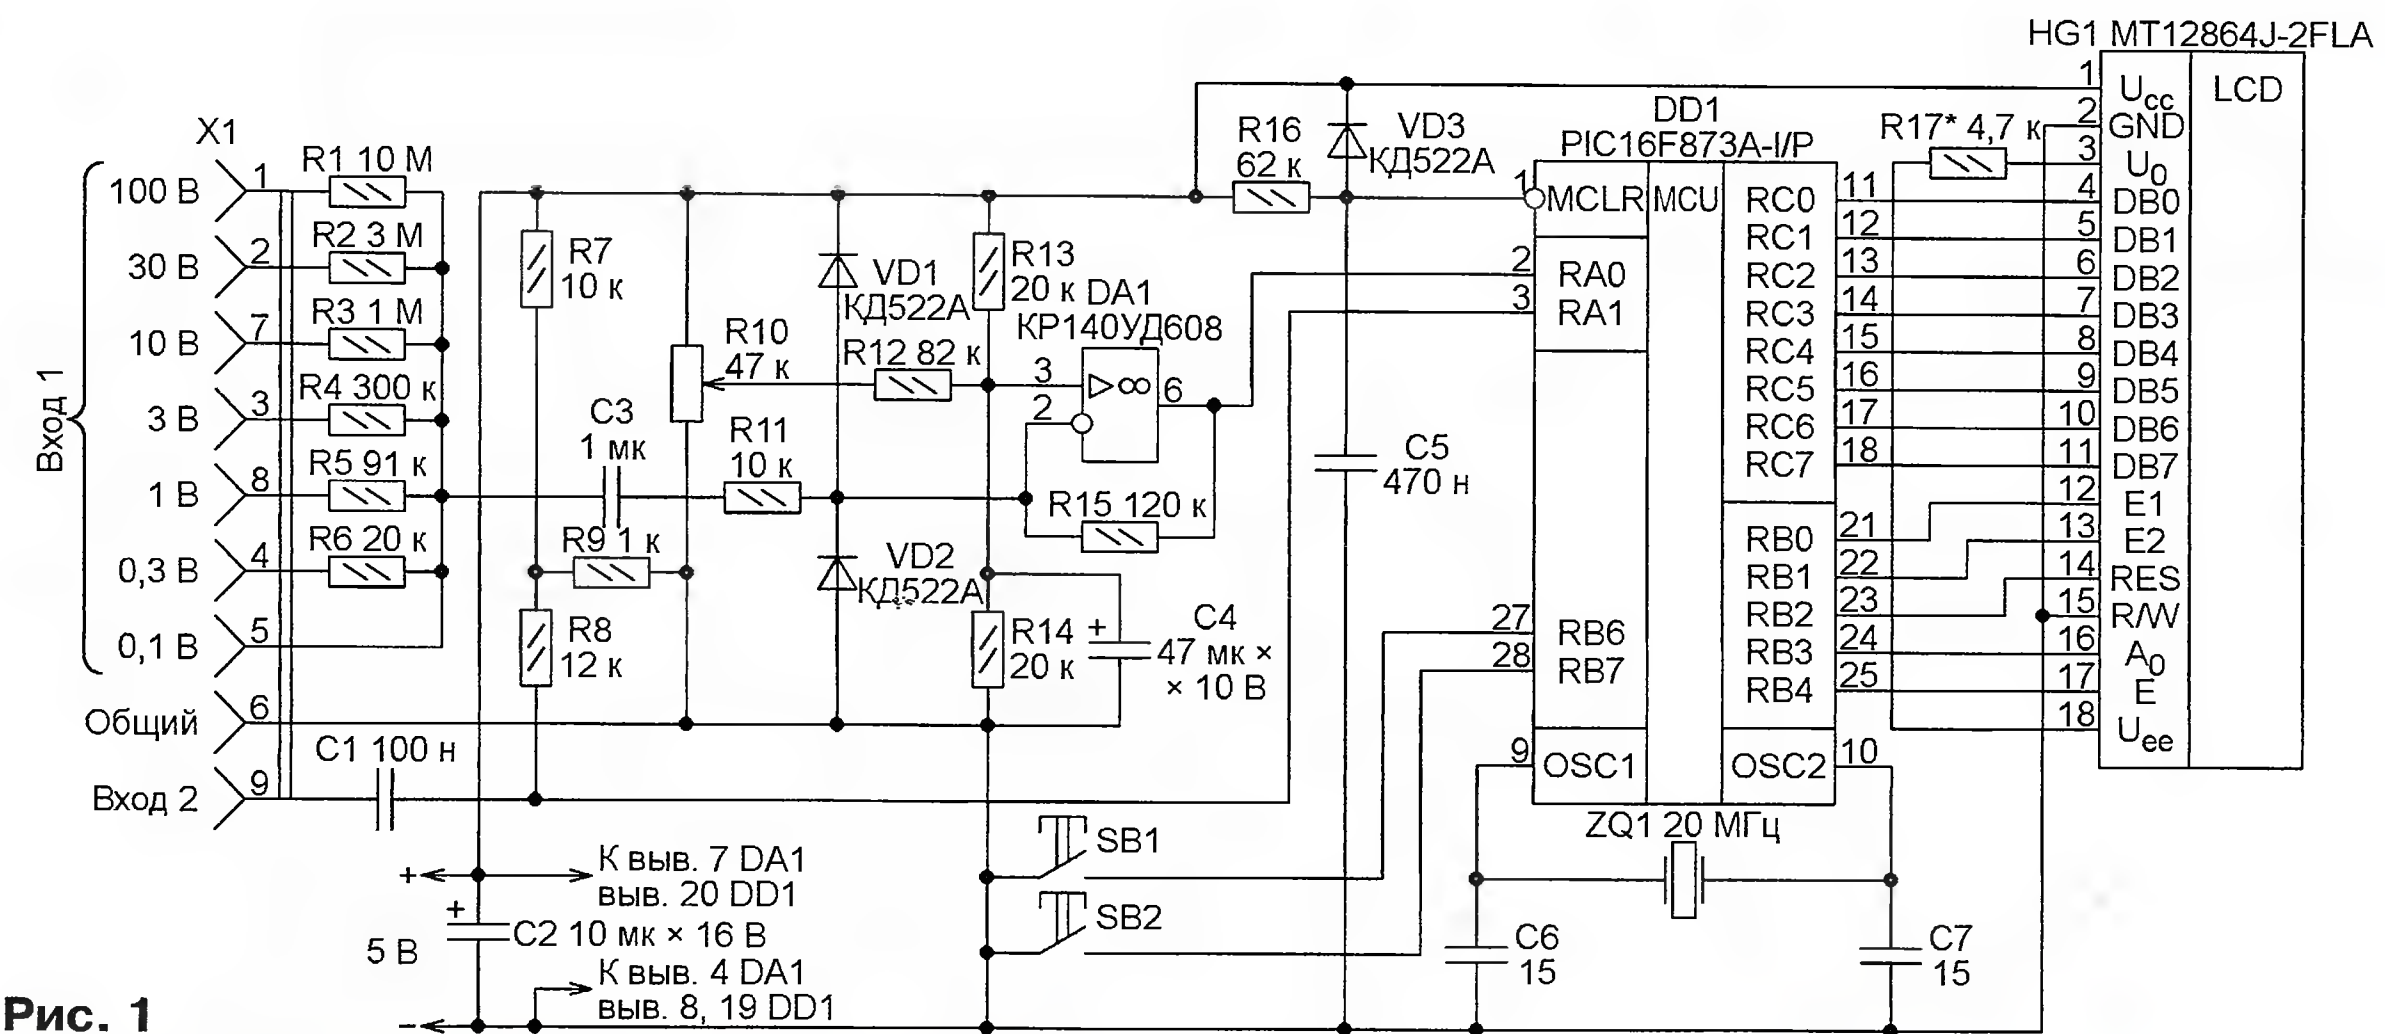 HG1 MT12864J-2FLA
X1
Вход 1
100 В
1
R1 10 М
30 В
2
R2 3 М
10 В
7
R3 1 М
3 В
3
R4 300 к
1 В
8
R5 91 к
0,3 В
4
R6 20 к
0,1 В
5
Общий
6
Вход 2
9
C1 100 н
R7
10 к
R8
12 к
C3
1 мк
R9 1 к
R10
47 к
R11
10 к
VD1
КД522А
R12 82 к
VD2
КД522А
R13
20 к
DA1
КР140УД608
3
2
▷∞
6
R15 120 к
R14
20 к
+
C4
47 мк ×
× 10 В
R16
62 к
VD3
КД522А
C5
470 н
DD1
PIC16F873A-I/P
1
MCLR
MCU
2
RA0
3
RA1
27
RB6
28
RB7
9
OSC1
RC0
11
RC1
12
RC2
13
RC3
14
RC4
15
RC5
16
RC6
17
RC7
18
RB0
21
RB1
22
RB2
23
RB3
24
RB4
25
OSC2
10
R17* 4,7 к
LCD
1
Ucc
2
GND
3
U0
4
DB0
5
DB1
6
DB2
7
DB3
8
DB4
9
DB5
10
DB6
11
DB7
12
E1
13
E2
14
RES
15
R/W
16
A0
17
E
18
Uee
ZQ1 20 МГц
C6
15
C7
15
SB1
SB2
+
К выв. 7 DA1
выв. 20 DD1
+
C2 10 мк × 16 В
5 В
К выв. 4 DA1
выв. 8, 19 DD1
−
Рис. 1